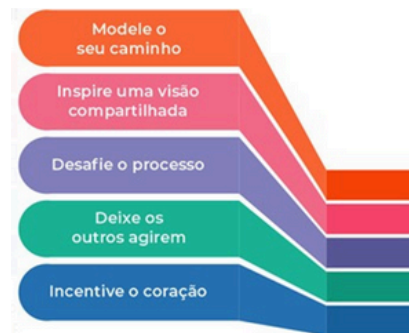 Modele o
seu caminho
Inspire uma visão
compartilhada
Desafie o processo
Deixe os
outros agirem
Incentive o coração